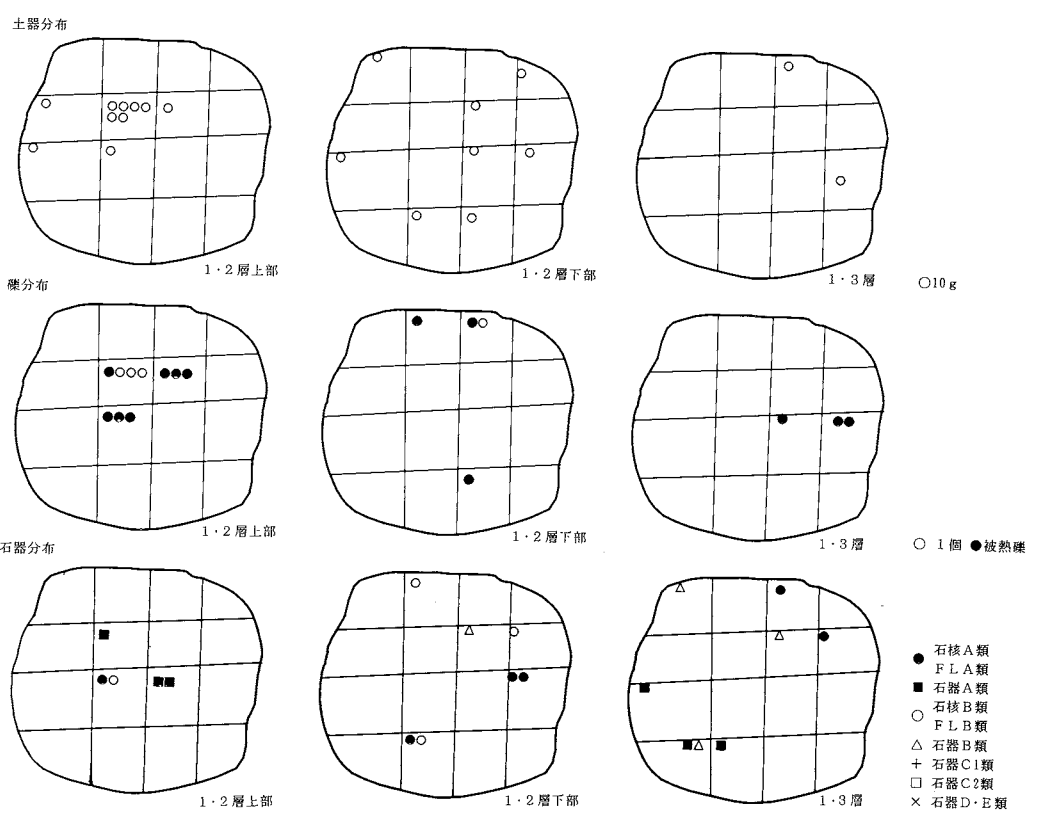 土器分布
1・2層上部
1・2層下部
1・3層
○10g
礫分布
1・2層上部
1・2層下部
1・3層
○ 1個 ●被熱礫
石器分布
1・2層上部
1・2層下部
1・3層
● 石核A類
FLA類
■ 石器A類
○ 石核B類
FLB類
△ 石器B類
+ 石器C1類
□ 石器C2類
× 石器D・E類